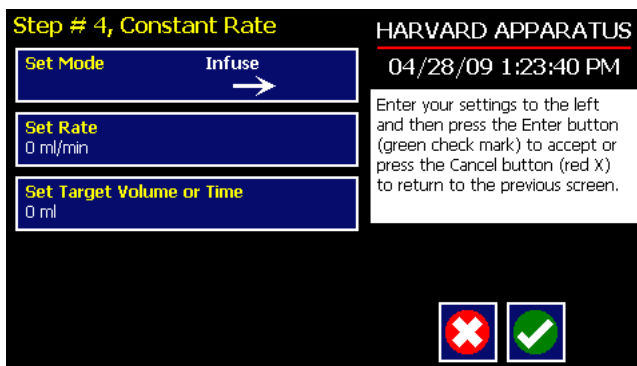 Step # 4, Constant Rate
Set Mode Infuse
Set Rate
0 ml/min
Set Target Volume or Time
0 ml
HARVARD APPARATUS
04/28/09 1:23:40 PM
Enter your settings to the left
and then press the Enter button
(green check mark) to accept or
press the Cancel button (red X)
to return to the previous screen.